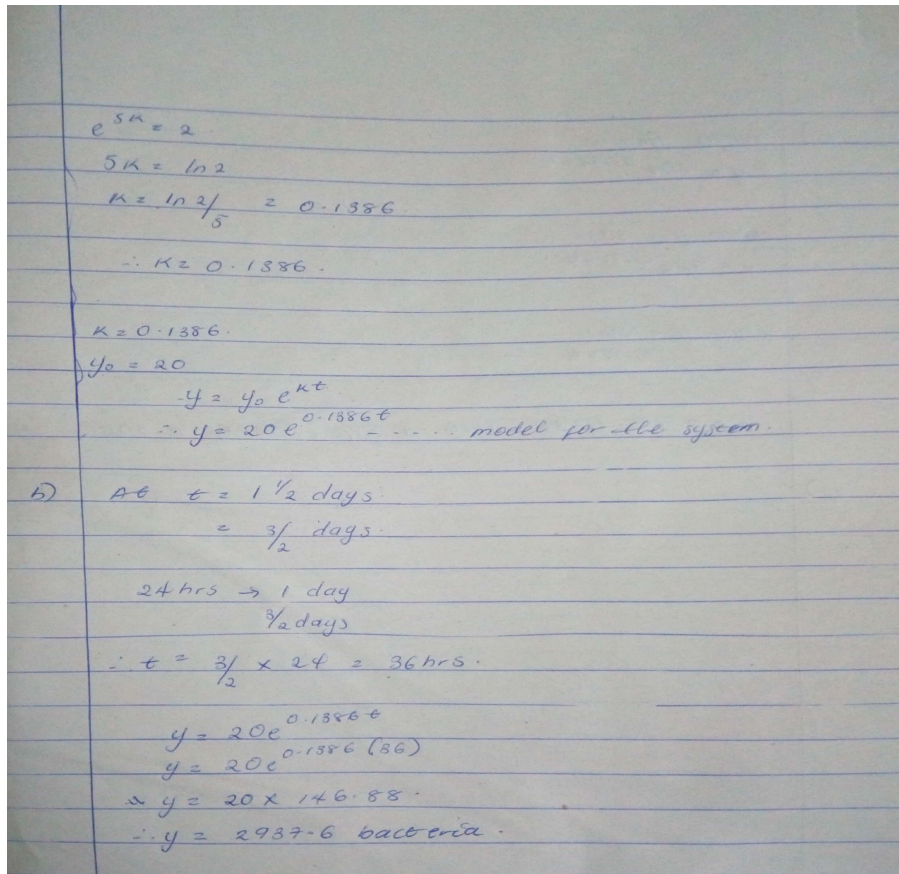 e^5K = 2
5K = ln 2
K = ln 2/5 = 0.1386
∴ K = 0.1386.
K = 0.1386.
y₀ = 20
y = y₀ e^kt
∴ y = 20e^0.1386t ----- model for the system.
b) At t = 1 1/2 days.
= 3/2 days.
24hrs → 1 day
3/2 days
∴ t = 3/2 × 24 = 36hrs.
y = 20e^0.1386t
y = 20e^0.1386 (36)
y = 20 × 146.88.
∴ y = 2937.6 bacteria.